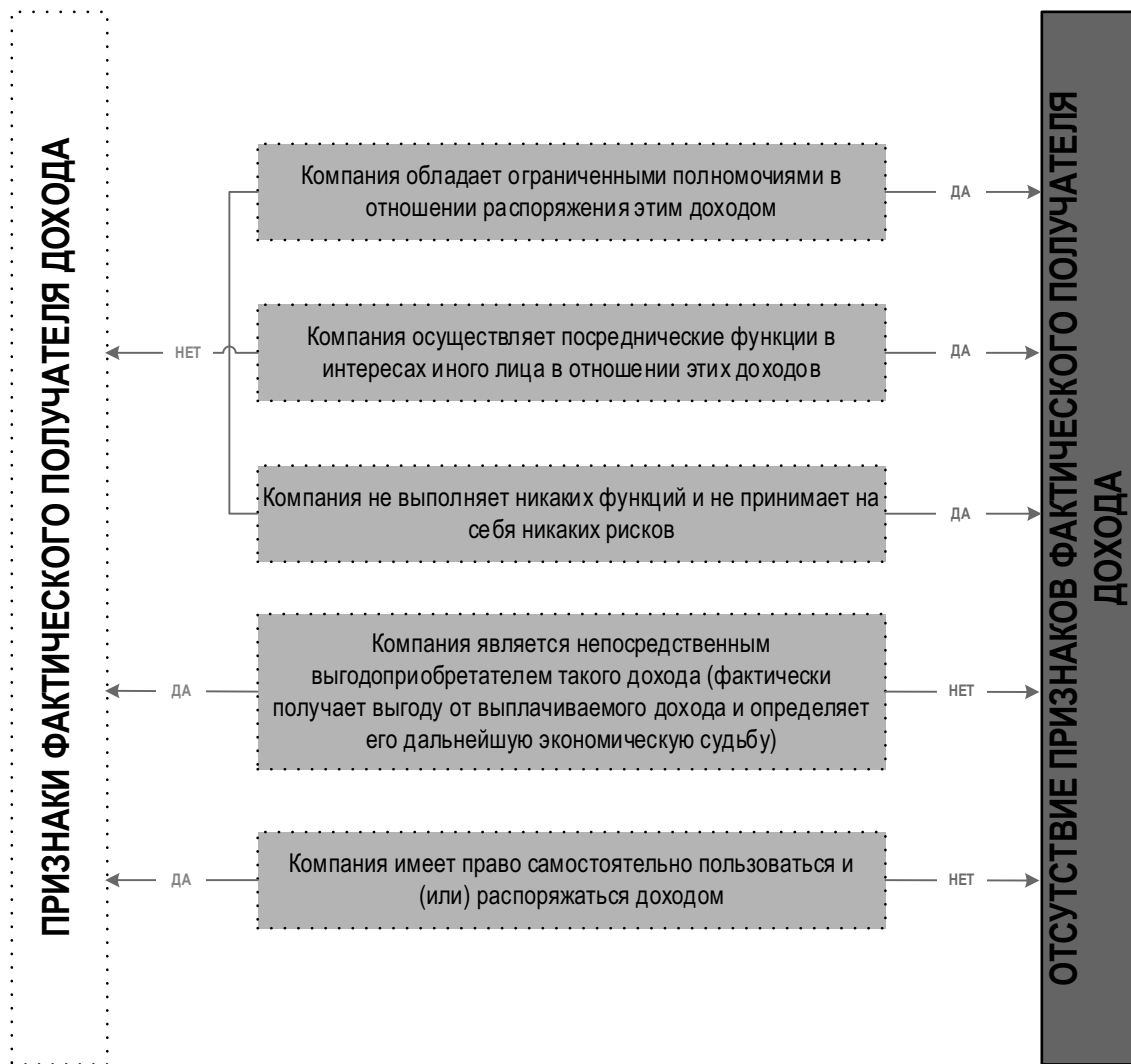 ПРИЗНАКИ ФАКТИЧЕСКОГО ПОЛУЧАТЕЛЯ ДОХОДА
Компания обладает ограниченными полномочиями в
отношении распоряжения этим доходом
ДА
Компания осуществляет посреднические функции в
интересах иного лица в отношении этих доходов
НЕТ
ДА
Компания не выполняет никаких функций и не принимает на
себя никаких рисков
ДА
Компания является непосредственным
выгодоприобретателем такого дохода (фактически
получает выгоду от выплачиваемого дохода и определяет
его дальнейшую экономическую судьбу)
ДА
НЕТ
Компания имеет право самостоятельно пользоваться и
(или) распоряжаться доходом
ДА
НЕТ
ОТСУТСТВИЕ ПРИЗНАКОВ ФАКТИЧЕСКОГО ПОЛУЧАТЕЛЯ
ДОХОДА